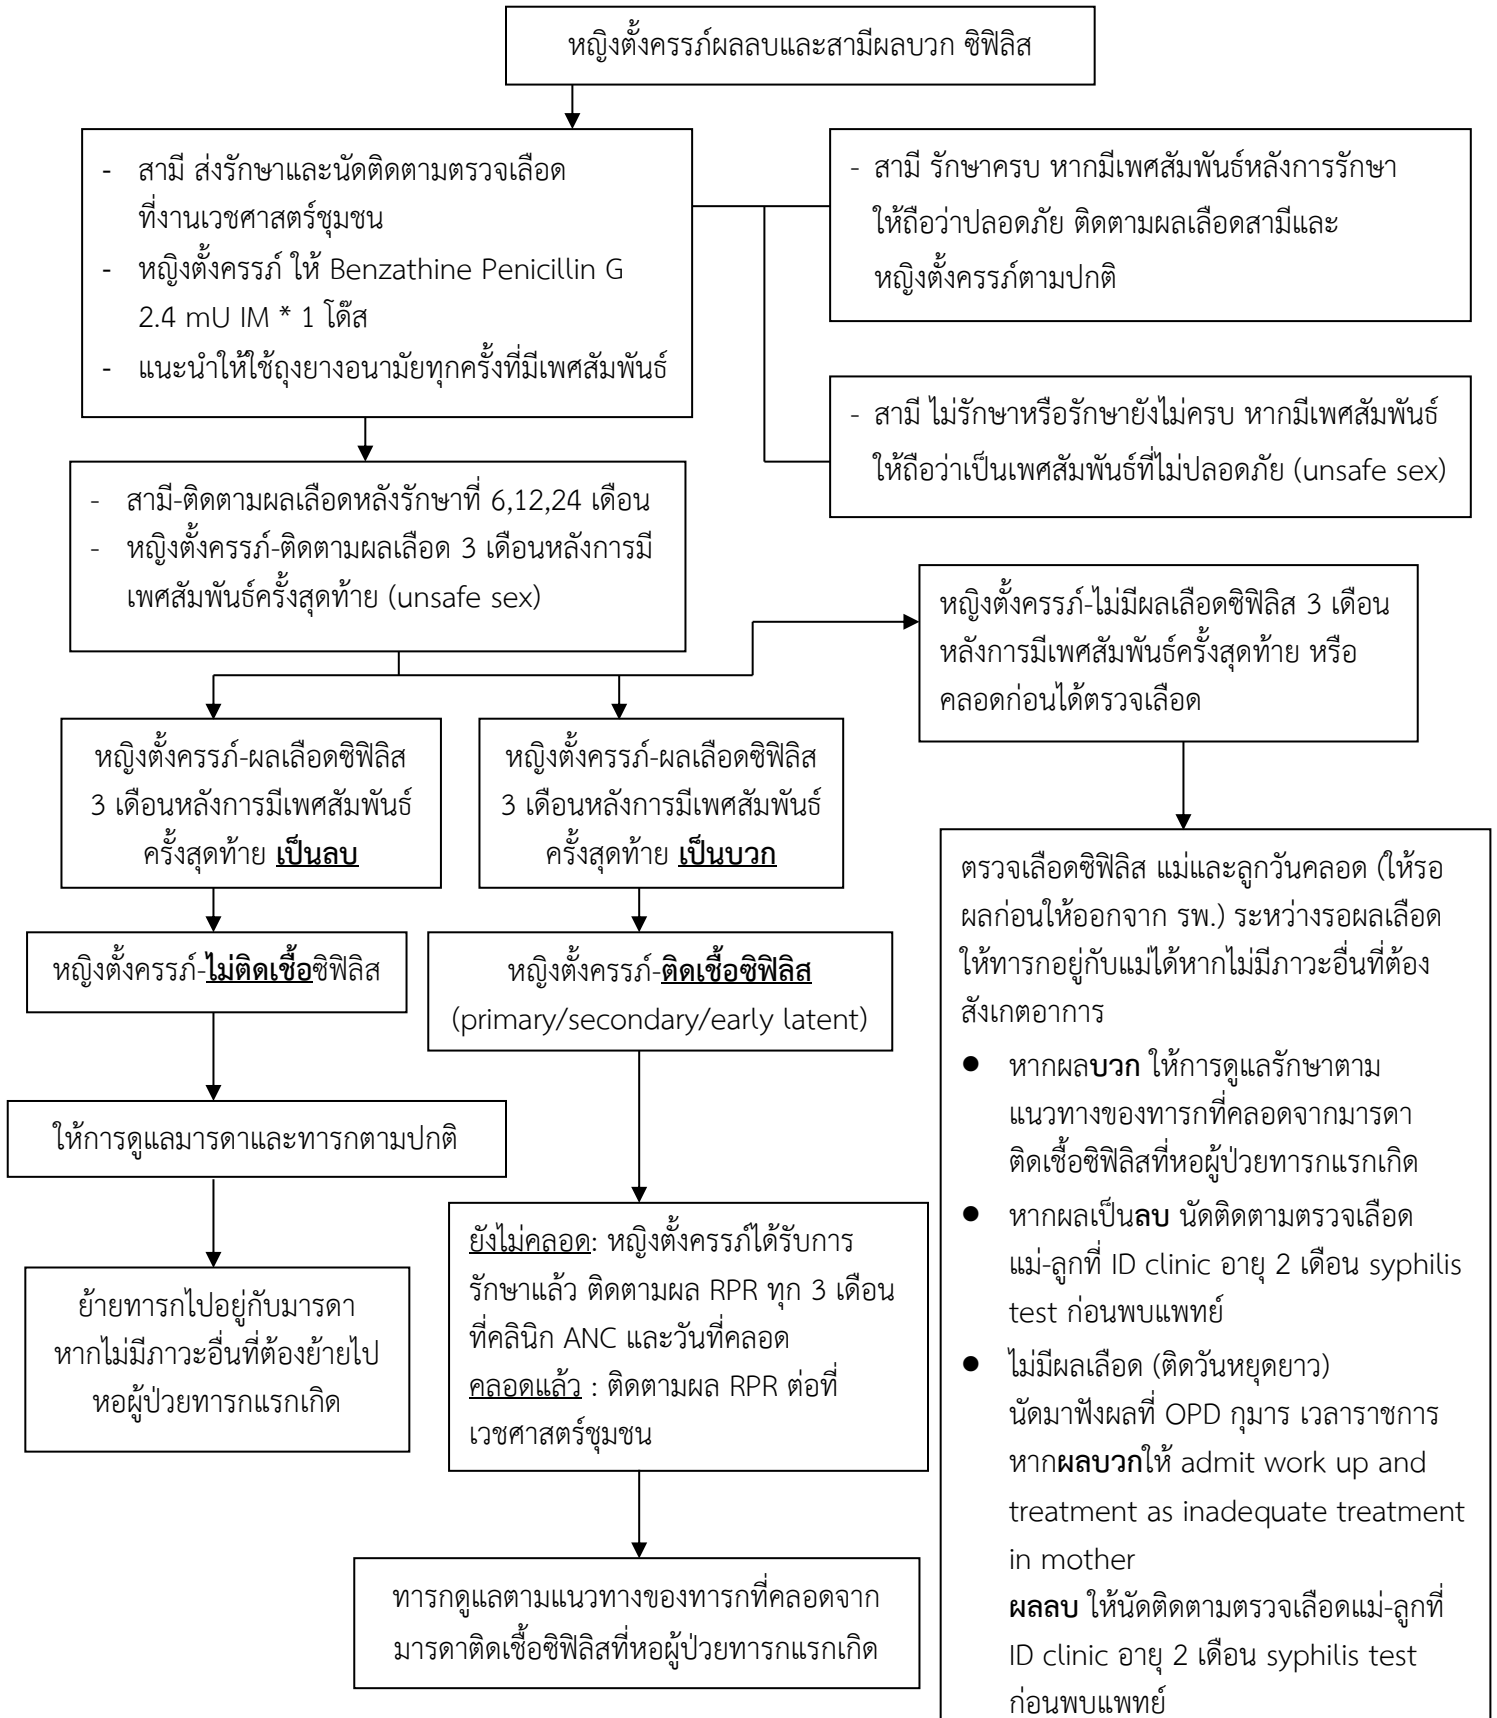 หญิงตั้งครรภ์ผลลบและสามีผลบวก ซิฟิลิส
- สามี ส่งรักษาและนัดติดตามตรวจเลือด
ที่งานเวชศาสตร์ชุมชน
- หญิงตั้งครรภ์ ให้ Benzathine Penicillin G
2.4 mU IM * 1 โด๊ส
- แนะนำให้ใช้ถุงยางอนามัยทุกครั้งที่มีเพศสัมพันธ์
- สามี รักษาครบ หากมีเพศสัมพันธ์หลังการรักษา
ให้ถือว่าปลอดภัย ติดตามผลเลือดสามีและ
หญิงตั้งครรภ์ตามปกติ
- สามี ไม่รักษาหรือรักษายังไม่ครบ หากมีเพศสัมพันธ์
ให้ถือว่าเป็นเพศสัมพันธ์ที่ไม่ปลอดภัย (unsafe sex)
- สามี-ติดตามผลเลือดหลังรักษาที่ 6,12,24 เดือน
- หญิงตั้งครรภ์-ติดตามผลเลือด 3 เดือนหลังการมี
เพศสัมพันธ์ครั้งสุดท้าย (unsafe sex)
หญิงตั้งครรภ์-ไม่มีผลเลือดซิฟิลิส 3 เดือน
หลังการมีเพศสัมพันธ์ครั้งสุดท้าย หรือ
คลอดก่อนได้ตรวจเลือด
หญิงตั้งครรภ์-ผลเลือดซิฟิลิส
3 เดือนหลังการมีเพศสัมพันธ์
ครั้งสุดท้าย เป็นลบ
หญิงตั้งครรภ์-ผลเลือดซิฟิลิส
3 เดือนหลังการมีเพศสัมพันธ์
ครั้งสุดท้าย เป็นบวก
หญิงตั้งครรภ์-ไม่ติดเชื้อซิฟิลิส
หญิงตั้งครรภ์-ติดเชื้อซิฟิลิส
(primary/secondary/early latent)
ให้การดูแลมารดาและทารกตามปกติ
ย้ายทารกไปอยู่กับมารดา
หากไม่มีภาวะอื่นที่ต้องย้ายไป
หอผู้ป่วยทารกแรกเกิด
ยังไม่คลอด: หญิงตั้งครรภ์ได้รับการ
รักษาแล้ว ติดตามผล RPR ทุก 3 เดือน
ที่คลินิก ANC และวันที่คลอด
คลอดแล้ว : ติดตามผล RPR ต่อที่
เวชศาสตร์ชุมชน
ทารกดูแลตามแนวทางของทารกที่คลอดจาก
มารดาติดเชื้อซิฟิลิสที่หอผู้ป่วยทารกแรกเกิด
ตรวจเลือดซิฟิลิส แม่และลูกวันคลอด (ให้รอ
ผลก่อนให้ออกจาก รพ.) ระหว่างรอผลเลือด
ให้ทารกอยู่กับแม่ได้หากไม่มีภาวะอื่นที่ต้อง
สังเกตอาการ
● หากผลบวก ให้การดูแลรักษาตาม
แนวทางของทารกที่คลอดจากมารดา
ติดเชื้อซิฟิลิสที่หอผู้ป่วยทารกแรกเกิด
● หากผลเป็นลบ นัดติดตามตรวจเลือด
แม่-ลูกที่ ID clinic อายุ 2 เดือน syphilis
test ก่อนพบแพทย์
● ไม่มีผลเลือด (ติดวันหยุดยาว)
นัดมาฟังผลที่ OPD กุมาร เวลาราชการ
หากผลบวกให้ admit work up and
treatment as inadequate treatment
in mother
ผลลบ ให้นัดติดตามตรวจเลือดแม่-ลูกที่
ID clinic อายุ 2 เดือน syphilis test
ก่อนพบแพทย์